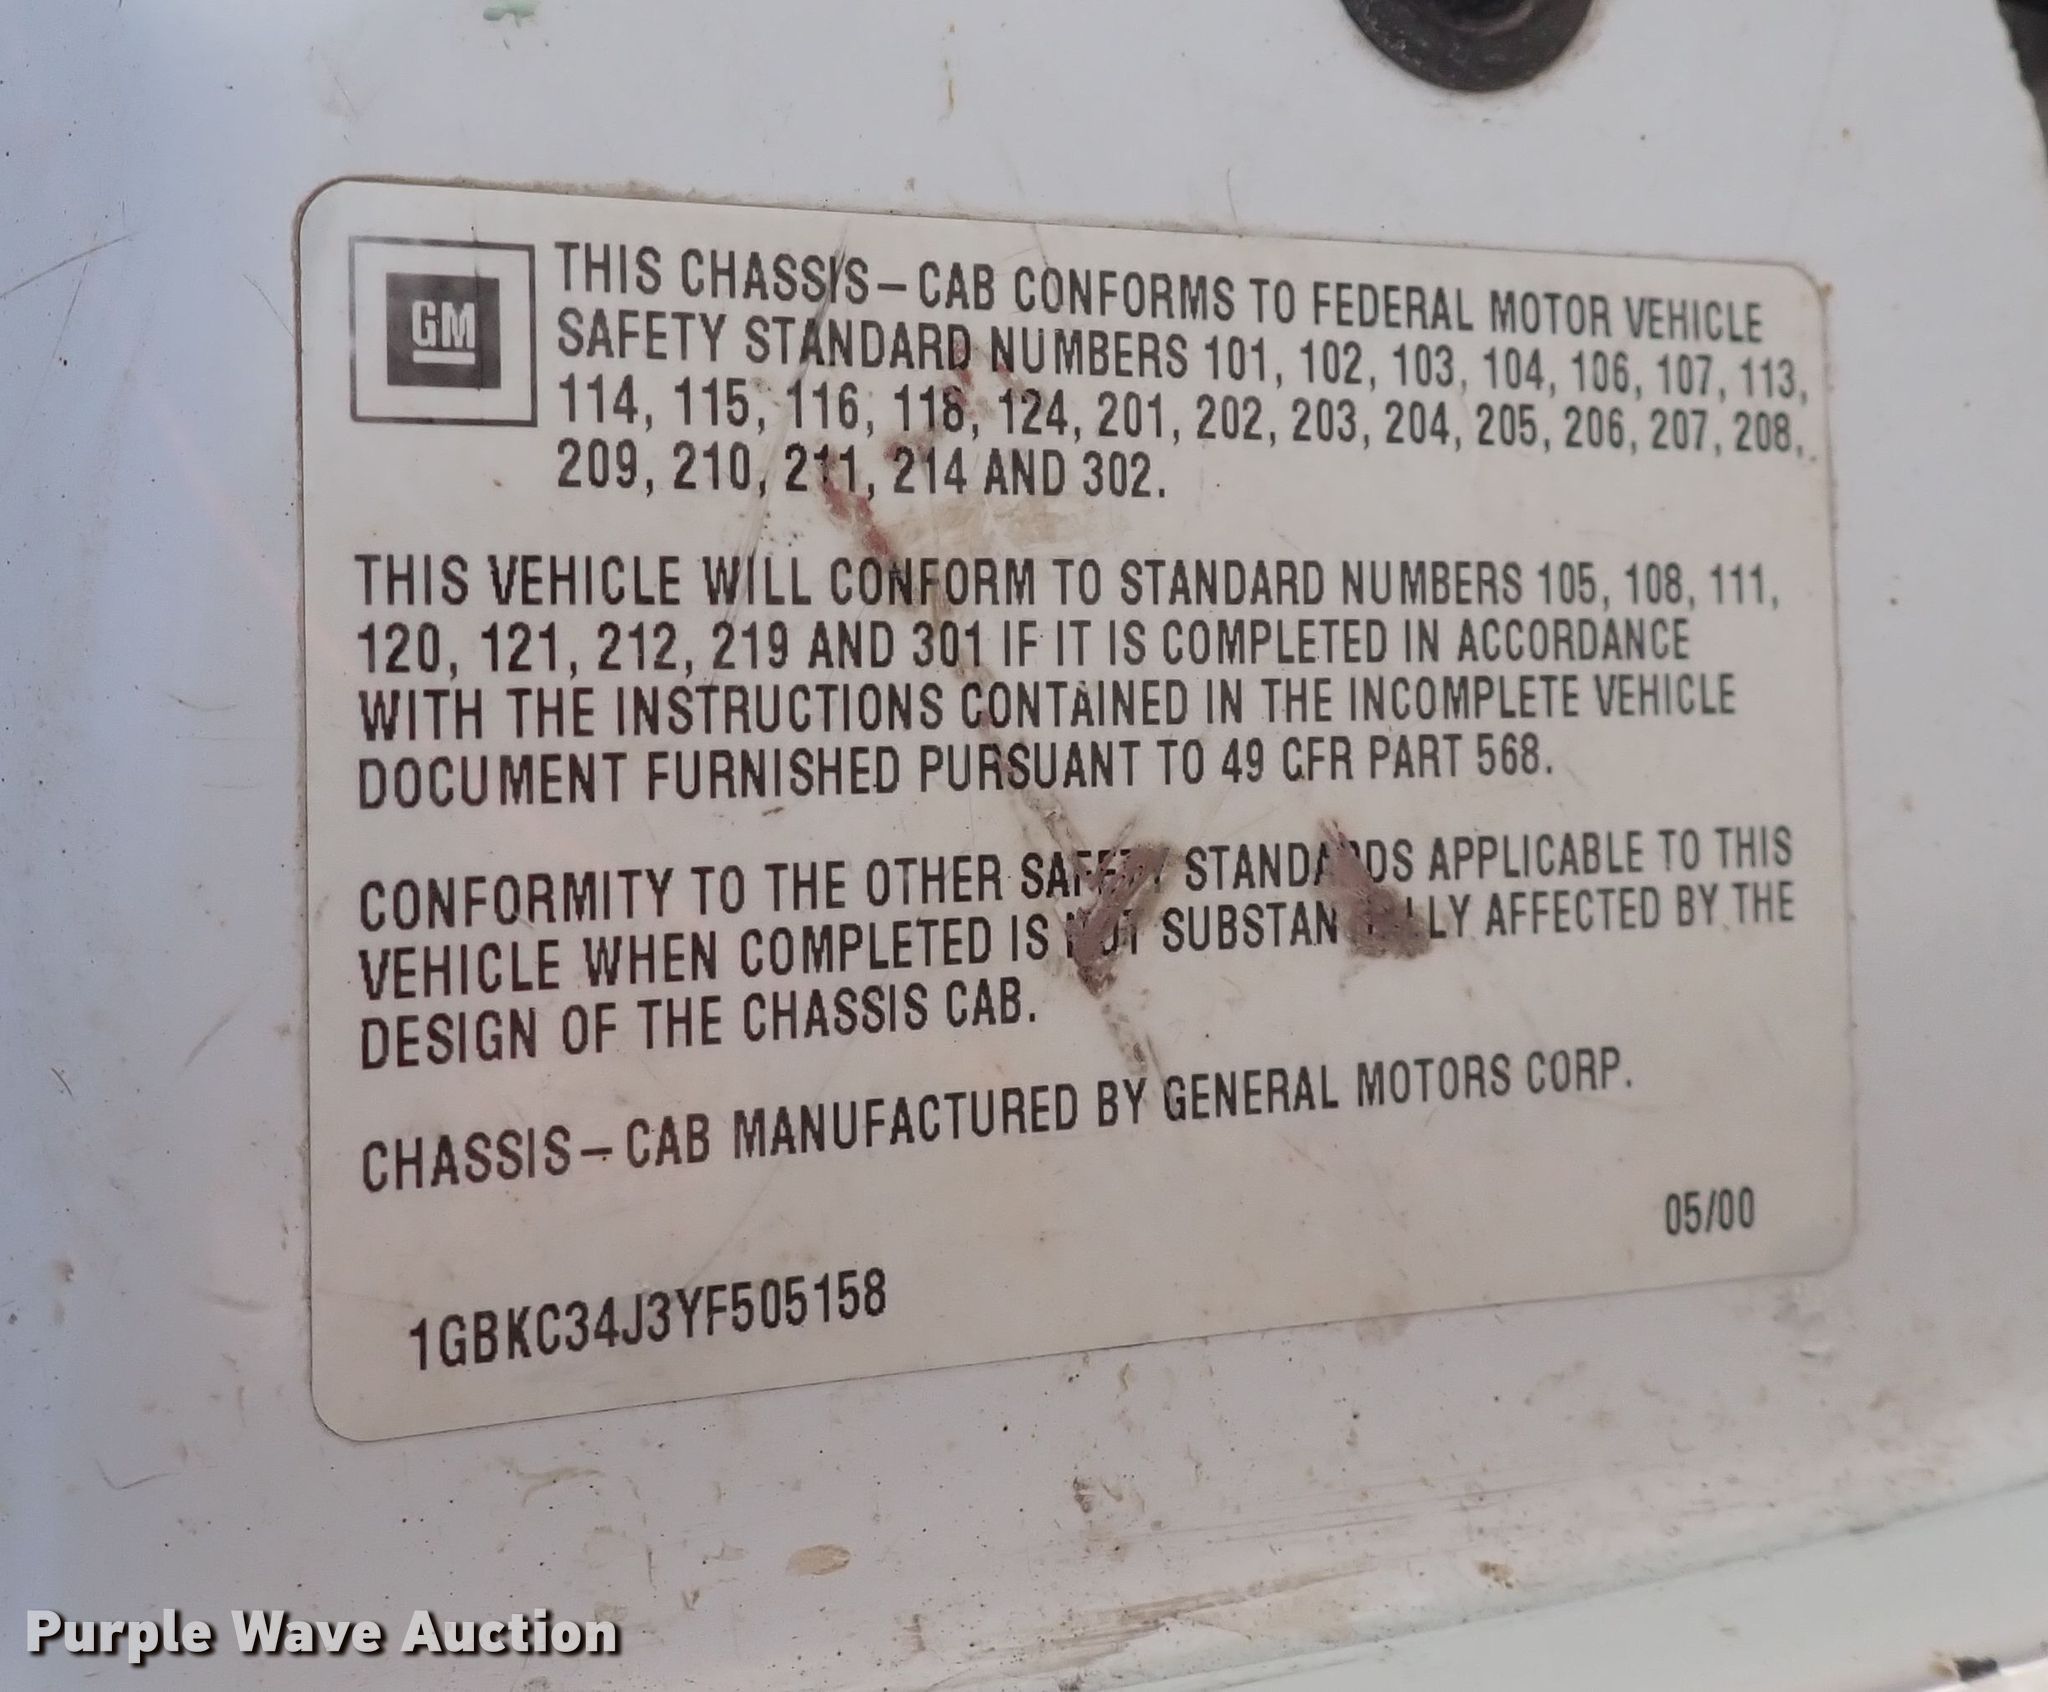 GM
THIS CHASSIS-CAB CONFORMS TO FEDERAL MOTOR VEHICLE
SAFETY STANDARD NUMBERS 101, 102, 103, 104, 106, 107, 113,
114, 115, 116, 118, 124, 201, 202, 203, 204, 205, 206, 207, 208,
209, 210, 211, 214 AND 302.
THIS VEHICLE WILL CONFORM TO STANDARD NUMBERS 105, 108, 111,
120, 121, 212, 219 AND 301 IF IT IS COMPLETED IN ACCORDANCE
WITH THE INSTRUCTIONS CONTAINED IN THE INCOMPLETE VEHICLE
DOCUMENT FURNISHED PURSUANT TO 49 CFR PART 568.
CONFORMITY TO THE OTHER SAFETY STANDARDS APPLICABLE TO THIS
VEHICLE WHEN COMPLETED IS NOT SUBSTANTIALLY AFFECTED BY THE
DESIGN OF THE CHASSIS CAB.
CHASSIS-CAB MANUFACTURED BY GENERAL MOTORS CORP.
05/00
1GBKC34J3YF505158
Purple Wave Auction